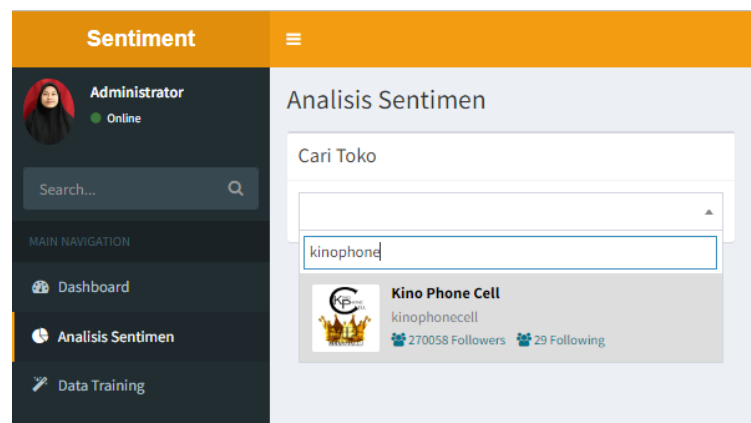 Sentiment
Administrator
Online
Search...
MAIN NAVIGATION
Dashboard
Analisis Sentimen
Data Training
Analisis Sentimen
Cari Toko
kinophone
Kino Phone Cell
kinophonecell
270058 Followers 29 Following